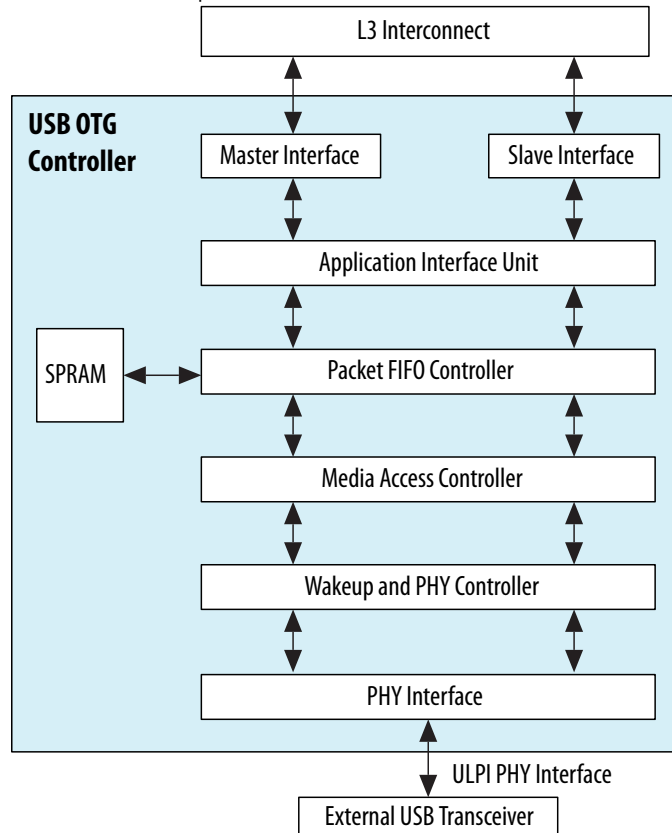 L3 Interconnect
USB OTG
Controller
Master Interface
Slave Interface
Application Interface Unit
SPRAM
Packet FIFO Controller
Media Access Controller
Wakeup and PHY Controller
PHY Interface
ULPI PHY Interface
External USB Transceiver